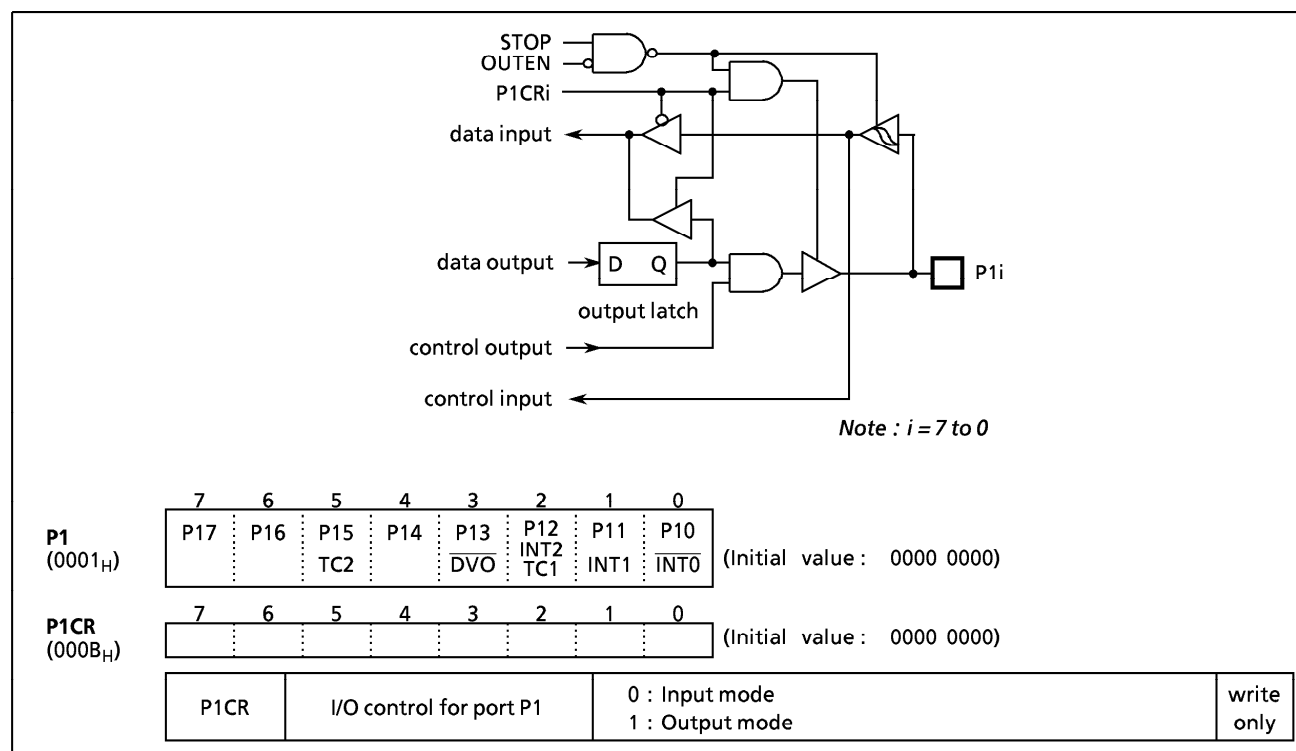 STOP
OUTEN
P1CRi
data input
data output
D Q
P1i
output latch
control output
control input
Note : i = 7 to 0
7 6 5 4 3 2 1 0
P1
(0001H)
P17 P16 P15 P14 P13 P12 P11 P10
TC2 DVO INT2 TC1 INT1 INT0
(Initial value : 0000 0000)
7 6 5 4 3 2 1 0
P1CR
(000BH)
(Initial value : 0000 0000)
P1CR I/O control for port P1
0 : Input mode
1 : Output mode
write
only